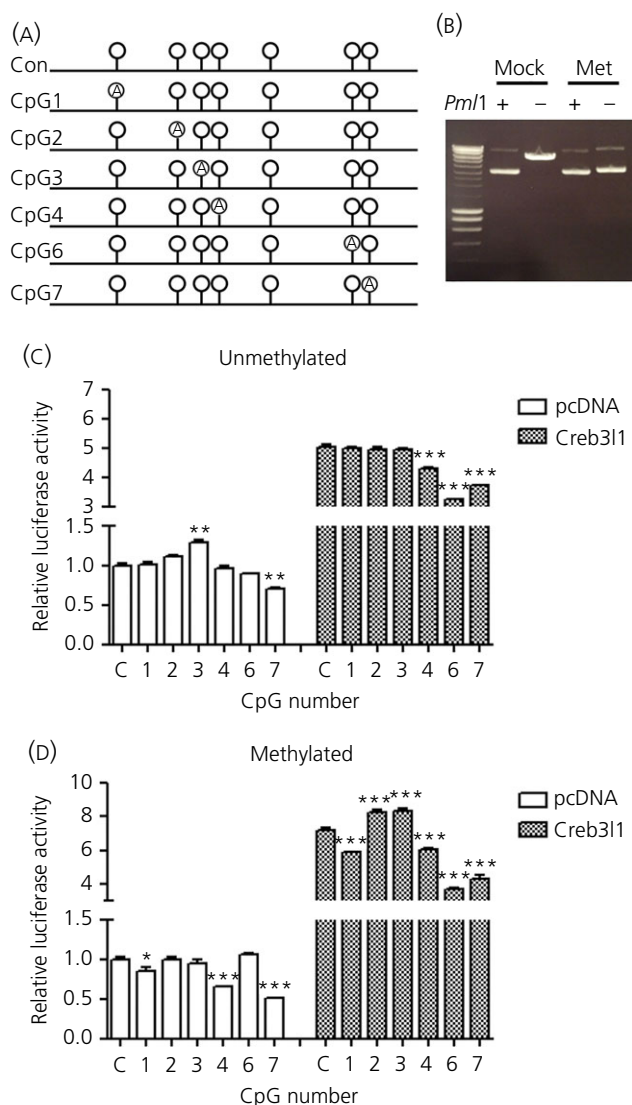 (A)
Con
CpG1
A
CpG2
A
CpG3
A
CpG4
A
CpG6
A
CpG7
A
(B)
Mock Met
Pml1 + − + −
(C)
Unmethylated
Relative luciferase activity
7
6
5
4
3
1.5
1.0
0.5
0.0
** **
*** *** ***
C 1 2 3 4 6 7 C 1 2 3 4 6 7
CpG number
pcDNA
Creb3l1
(D)
Methylated
Relative luciferase activity
10
8
6
4
1.5
1.0
0.5
0.0
* *** ***
*** *** *** *** *** ***
C 1 2 3 4 6 7 C 1 2 3 4 6 7
CpG number
pcDNA
Creb3l1